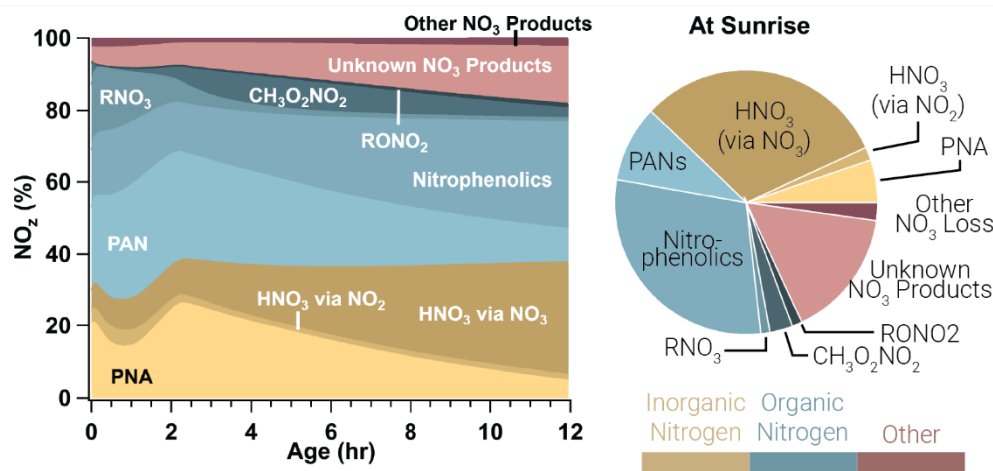 Other NO₃ Products
100
80
60
40
20
0
NO_z (%)
Unknown NO₃ Products
RNO₃
CH₃O₂NO₂
RONO₂
Nitrophenolics
PAN
HNO₃ via NO₂
HNO₃ via NO₃
PNA
0 2 4 6 8 10 12
Age (hr)
At Sunrise
HNO₃
(via NO₂)
HNO₃
(via NO₃)
PNA
PANs
Other
NO₃ Loss
Nitro-
phenolics
Unknown
NO₃ Products
RONO2
RNO₃
CH₃O₂NO₂
Inorganic
Nitrogen
Organic
Nitrogen
Other